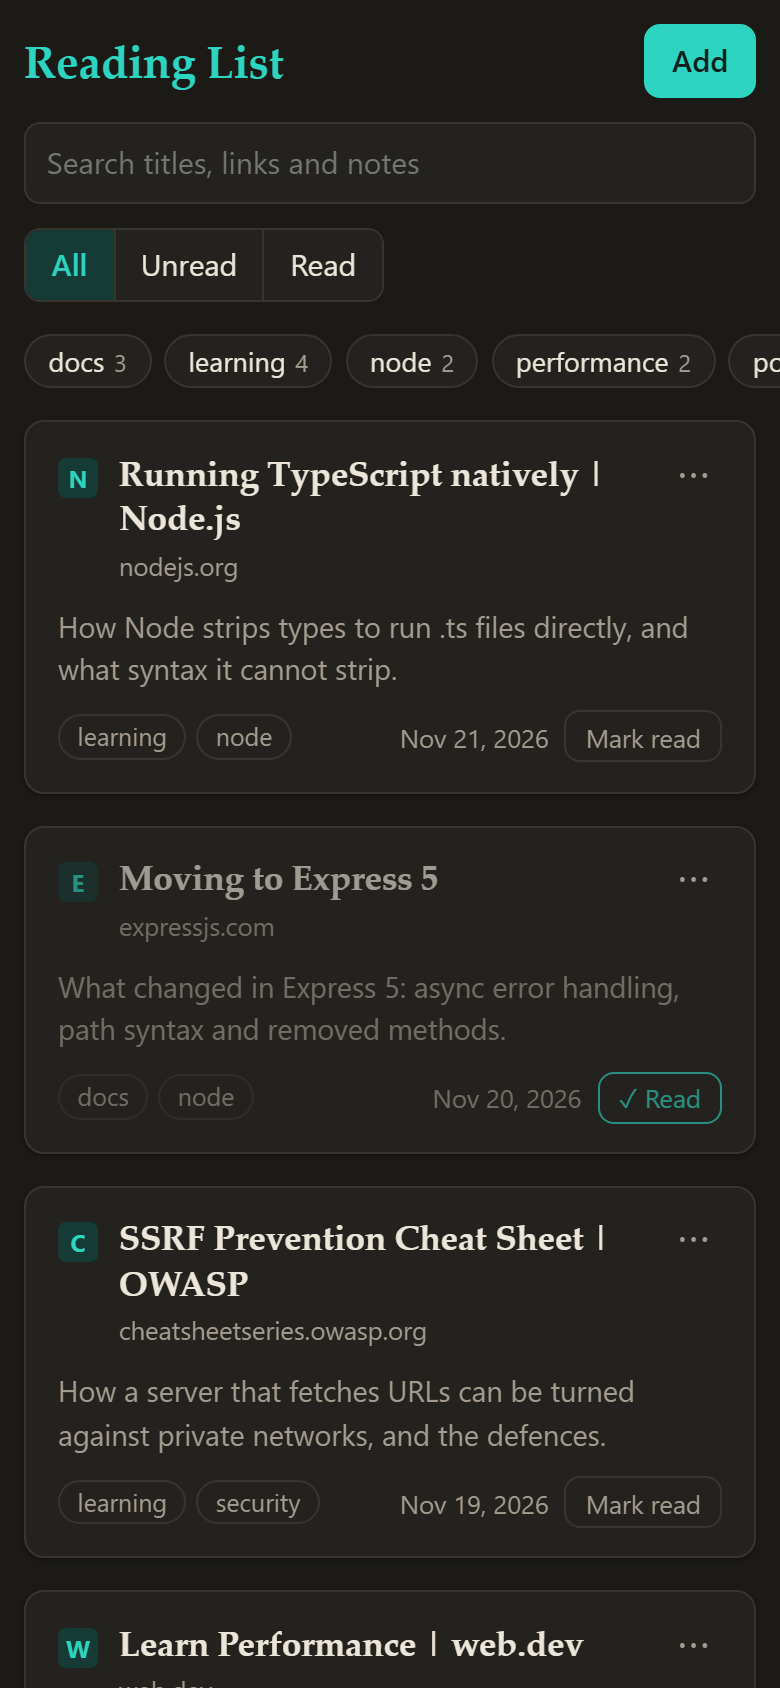 Reading List
Add
Search titles, links and notes
All Unread Read
docs 3 learning 4 node 2 performance 2
N Running TypeScript natively |
Node.js
...
nodejs.org
How Node strips types to run .ts files directly, and
what syntax it cannot strip.
learning node Nov 21, 2026 Mark read
E Moving to Express 5
...
expressjs.com
What changed in Express 5: async error handling,
path syntax and removed methods.
docs node Nov 20, 2026 ✓ Read
C SSRF Prevention Cheat Sheet |
OWASP
...
cheatsheetseries.owasp.org
How a server that fetches URLs can be turned
against private networks, and the defences.
learning security Nov 19, 2026 Mark read
W Learn Performance | web.dev
...